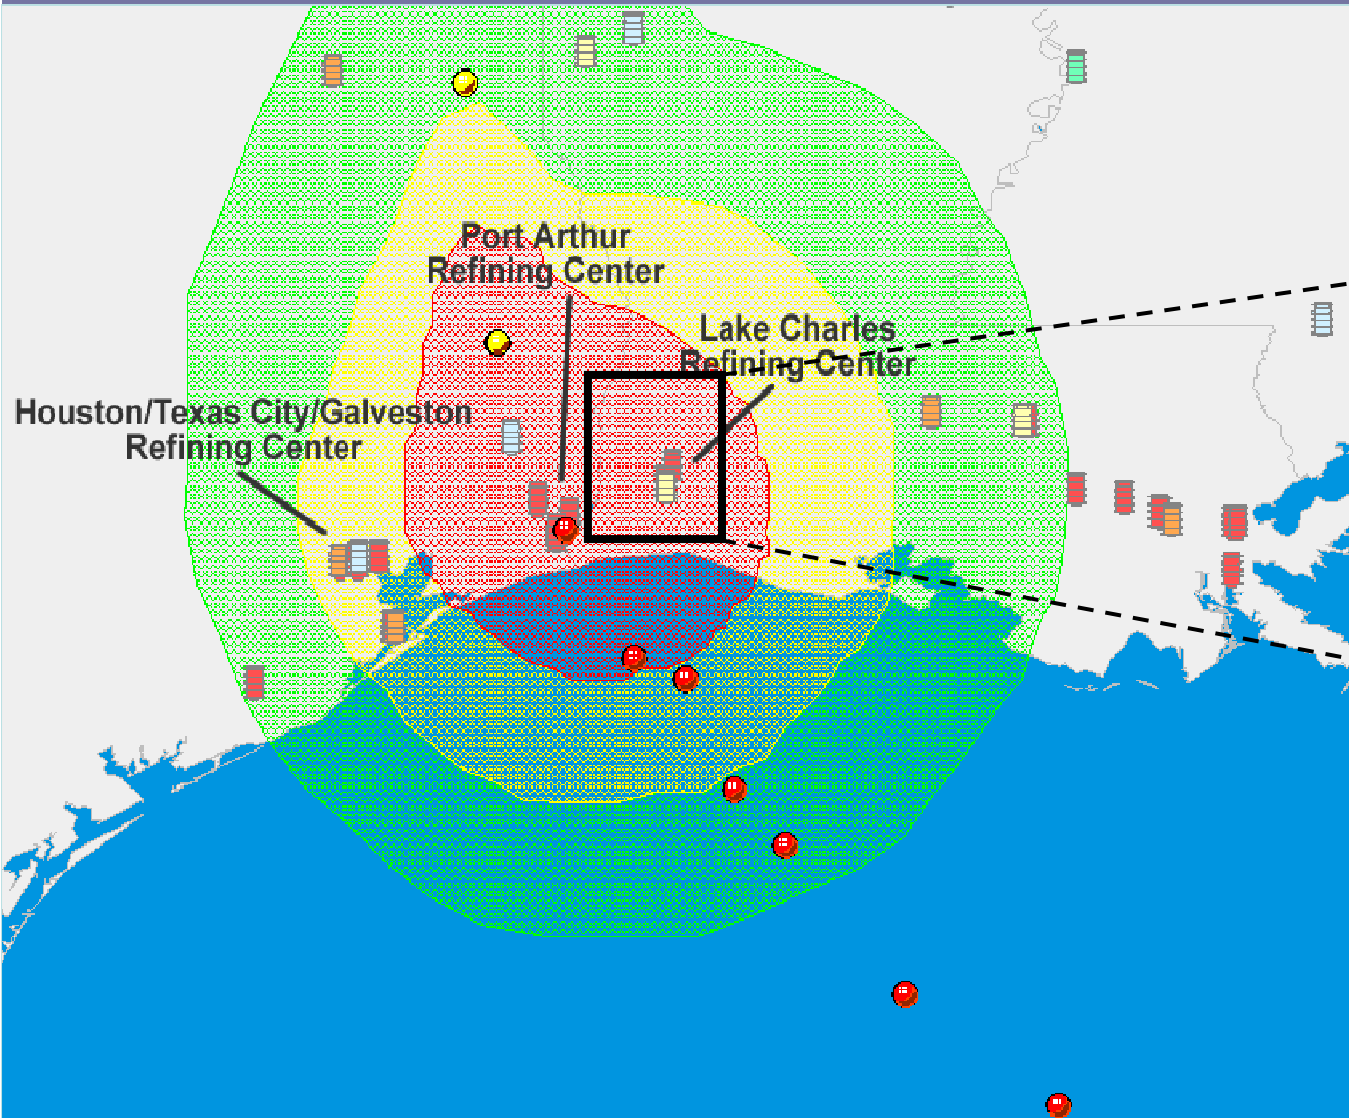 Port Arthur
Refining Center
Lake Charles
Refining Center
Houston/Texas City/Galveston
Refining Center